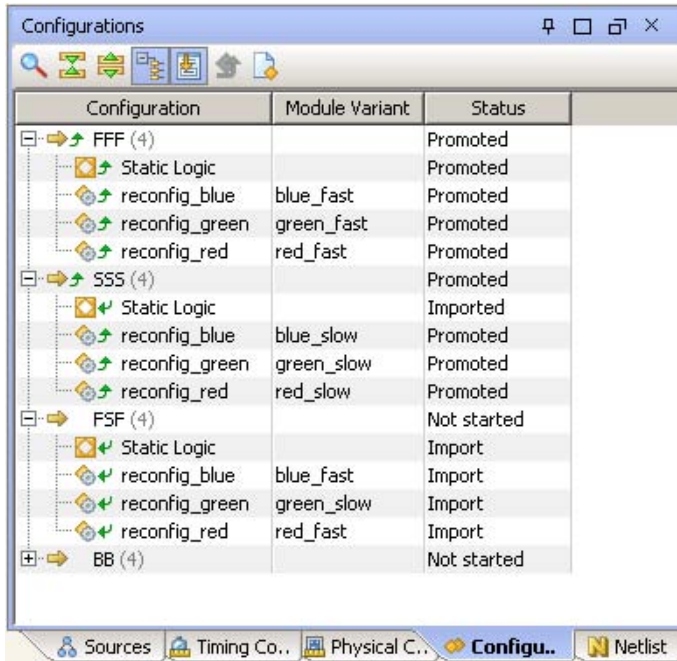 Configurations
Configuration Module Variant Status
FFF (4) Promoted
Static Logic Promoted
reconfig_blue blue_fast Promoted
reconfig_green green_fast Promoted
reconfig_red red_fast Promoted
SSS (4) Promoted
Static Logic Imported
reconfig_blue blue_slow Promoted
reconfig_green green_slow Promoted
reconfig_red red_slow Promoted
FSF (4) Not started
Static Logic Import
reconfig_blue blue_fast Import
reconfig_green green_slow Import
reconfig_red red_fast Import
BB (4) Not started
Sources Timing Co.. Physical C.. Configu.. Netlist